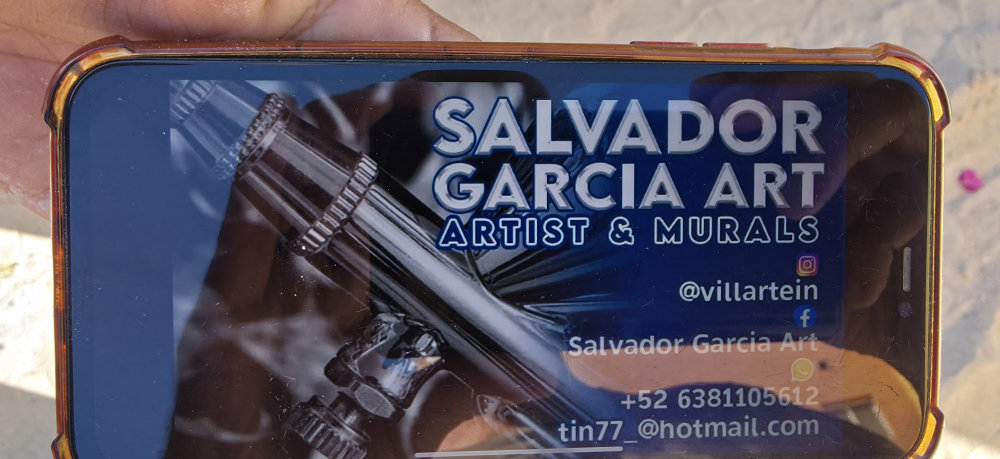 SALVADOR
GARCIA ART
ARTIST & MURALS
@villartein
Salvador Garcia Art
+52 6381105612
tin77_@hotmail.com